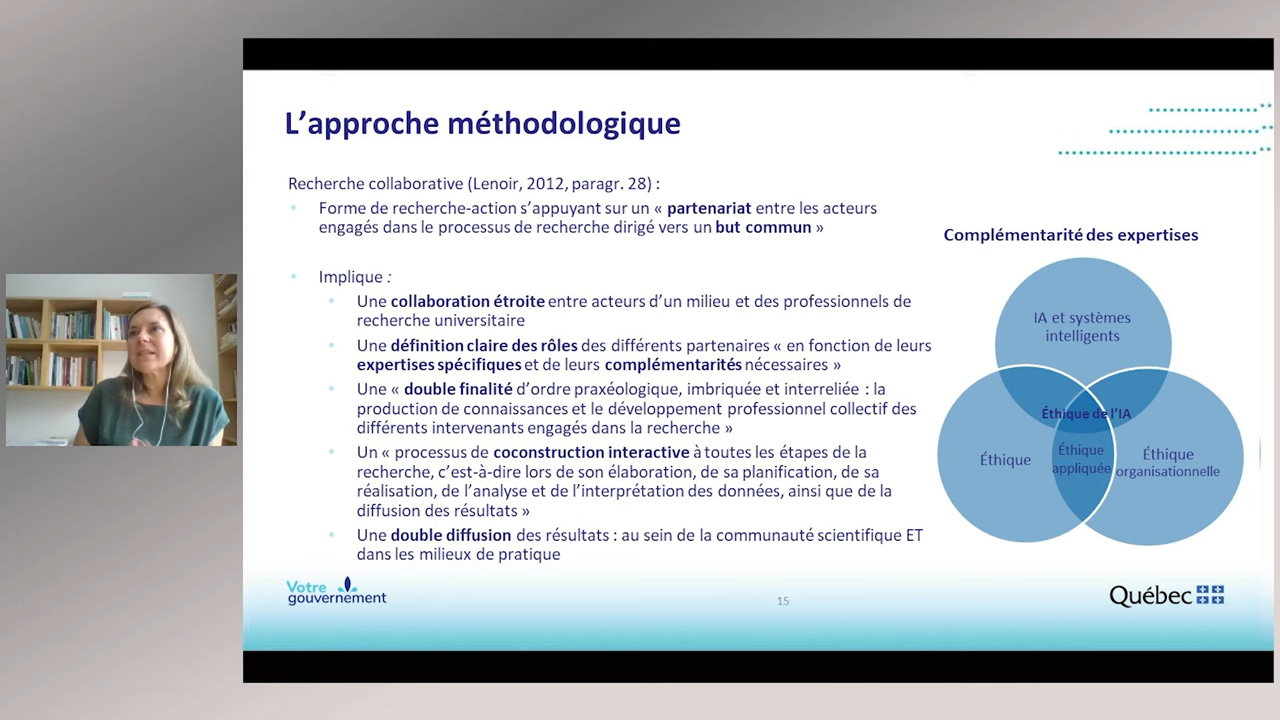 L'approche méthodologique
Recherche collaborative (Lenoir, 2012, paragr. 28) :
• Forme de recherche-action s'appuyant sur un « partenariat entre les acteurs
engagés dans le processus de recherche dirigé vers un but commun »
• Implique :
• Une collaboration étroite entre acteurs d'un milieu et des professionnels de
recherche universitaire
• Une définition claire des rôles des différents partenaires « en fonction de leurs
expertises spécifiques et de leurs complémentarités nécessaires »
• Une « double finalité d'ordre praxéologique, imbriquée et interreliée : la
production de connaissances et le développement professionnel collectif des
différents intervenants engagés dans la recherche »
• Un « processus de coconstruction interactive à toutes les étapes de la
recherche, c'est-à-dire lors de son élaboration, de sa planification, de sa
réalisation, de l'analyse et de l'interprétation des données, ainsi que de la
diffusion des résultats »
• Une double diffusion des résultats : au sein de la communauté scientifique ET
dans les milieux de pratique
Complémentarité des expertises
IA et systèmes
intelligents
Éthique de l'IA
Éthique
Éthique
appliquée
Éthique
organisationnelle
Votre
gouvernement
15
Québec